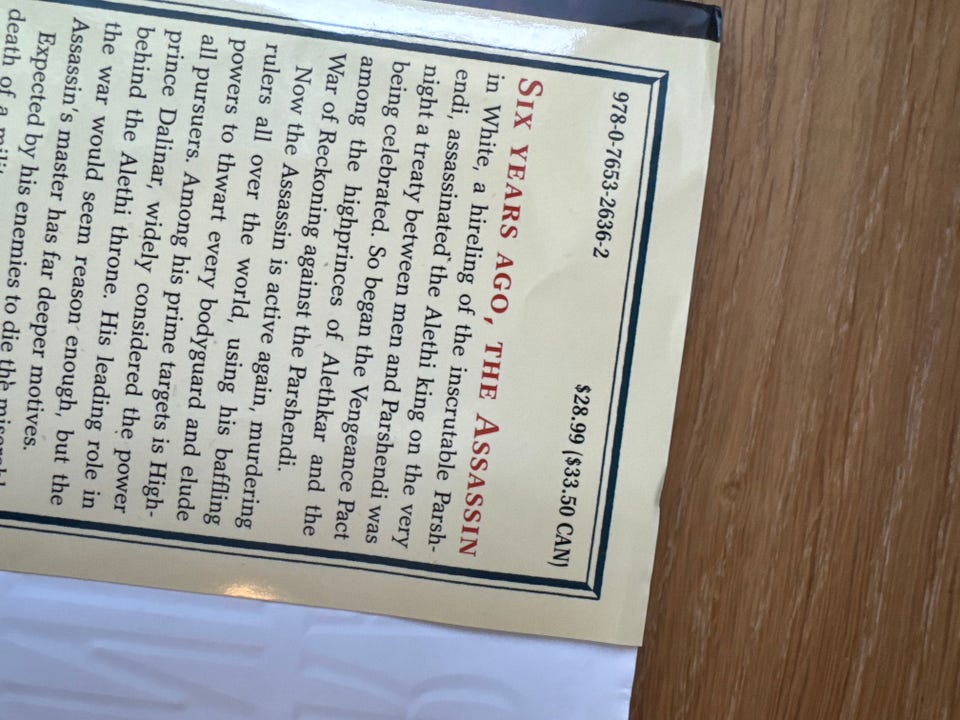 978-0-7653-2636-2
$28.99 ($33.50 CAN)
SIX YEARS AGO, THE ASSASSIN
in White, a hireling of the inscrutable Parsh-
endi, assassinated the Alethi king on the very
night a treaty between men and Parshendi was
being celebrated. So began the Vengeance Pact
among the highprinces of Alethkar and the
War of Reckoning against the Parshendi.
Now the Assassin is active again, murdering
rulers all over the world, using his baffling
powers to thwart every bodyguard and elude
all pursuers. Among his prime targets is High-
prince Dalinar, widely considered the power
behind the Alethi throne. His leading role in
the war would seem reason enough, but the
Assassin's master has far deeper motives.
Expected by his enemies to die the
death of a